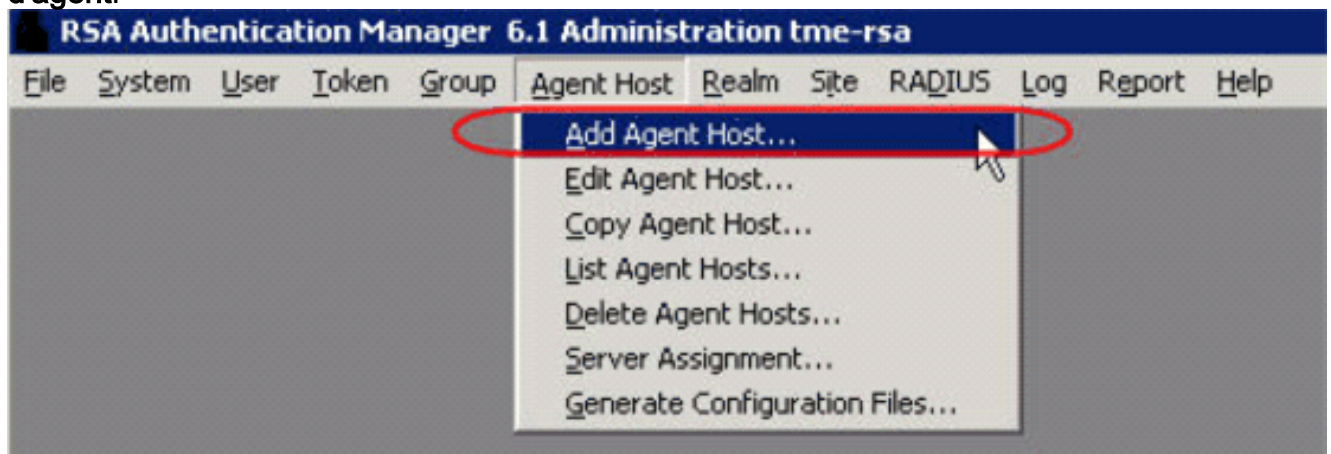 d'agent.
RSA Authentication Manager 6.1 Administration tme-rsa
File System User Token Group Agent Host Realm Site RADIUS Log Report Help
Add Agent Host...
Edit Agent Host...
Copy Agent Host...
List Agent Hosts...
Delete Agent Hosts...
Server Assignment...
Generate Configuration Files...